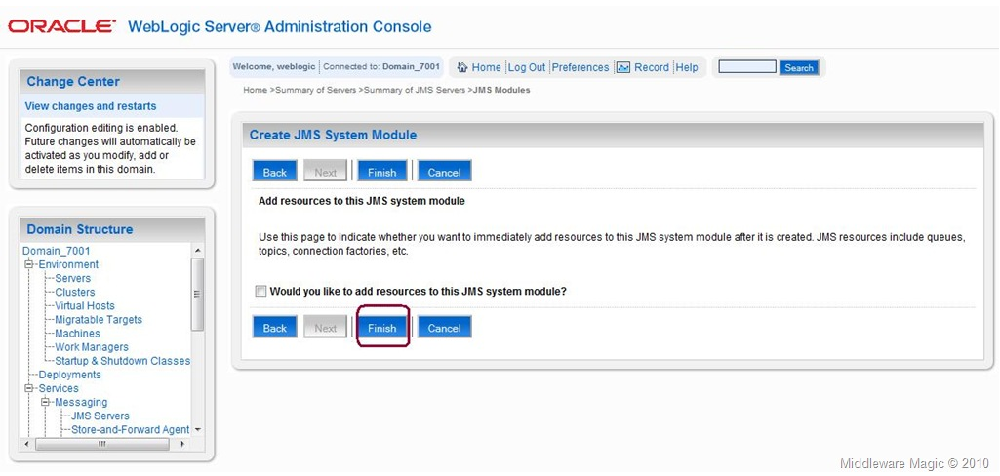 ORACLE WebLogic Server® Administration Console
Change Center
View changes and restarts
Configuration editing is enabled.
Future changes will automatically be
activated as you modify, add or
delete items in this domain.
Domain Structure
Domain_7001
Environment
Servers
Clusters
Virtual Hosts
Migratable Targets
Machines
Work Managers
Startup & Shutdown Classes
Deployments
Services
Messaging
JMS Servers
Store-and-Forward Agent
Welcome, weblogic Connected to: Domain_7001 Home Log Out Preferences Record Help Search
Home >Summary of Servers >Summary of JMS Servers >JMS Modules
Create JMS System Module
Back Next Finish Cancel
Add resources to this JMS system module
Use this page to indicate whether you want to immediately add resources to this JMS system module after it is created. JMS resources include queues,
topics, connection factories, etc.
Would you like to add resources to this JMS system module?
Back Next Finish Cancel
Middleware Magic © 2010